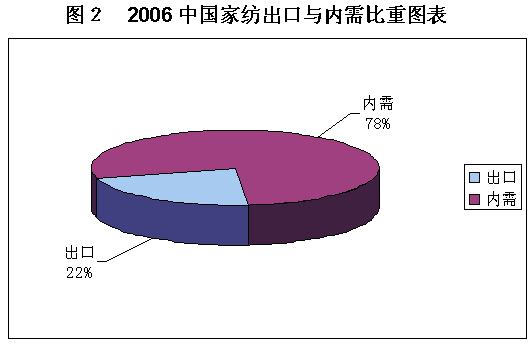 图２ 2006 中国家纺出口与内需比重图表
内需
78%
出口
22%
出口
内需